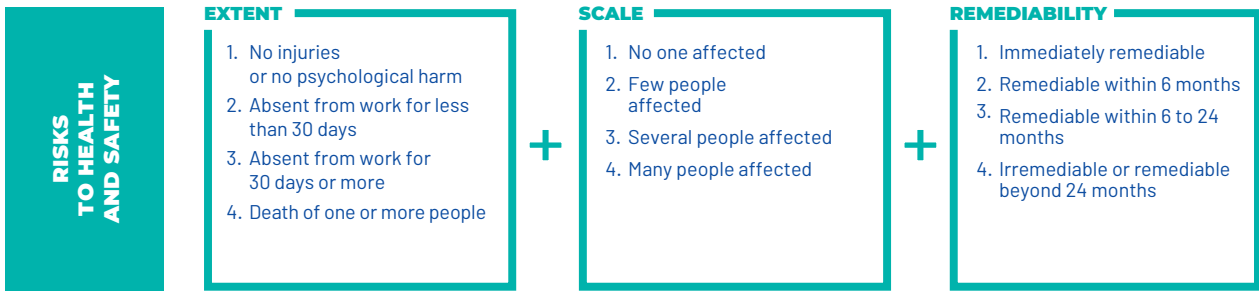 RISKS
TO HEALTH
AND SAFETY
EXTENT
1. No injuries
or no psychological harm
2. Absent from work for less
than 30 days
3. Absent from work for
30 days or more
4. Death of one or more people
+
SCALE
1. No one affected
2. Few people
affected
3. Several people affected
4. Many people affected
+
REMEDIABILITY
1. Immediately remediable
2. Remediable within 6 months
3. Remediable within 6 to 24
months
4. Irremediable or remediable
beyond 24 months